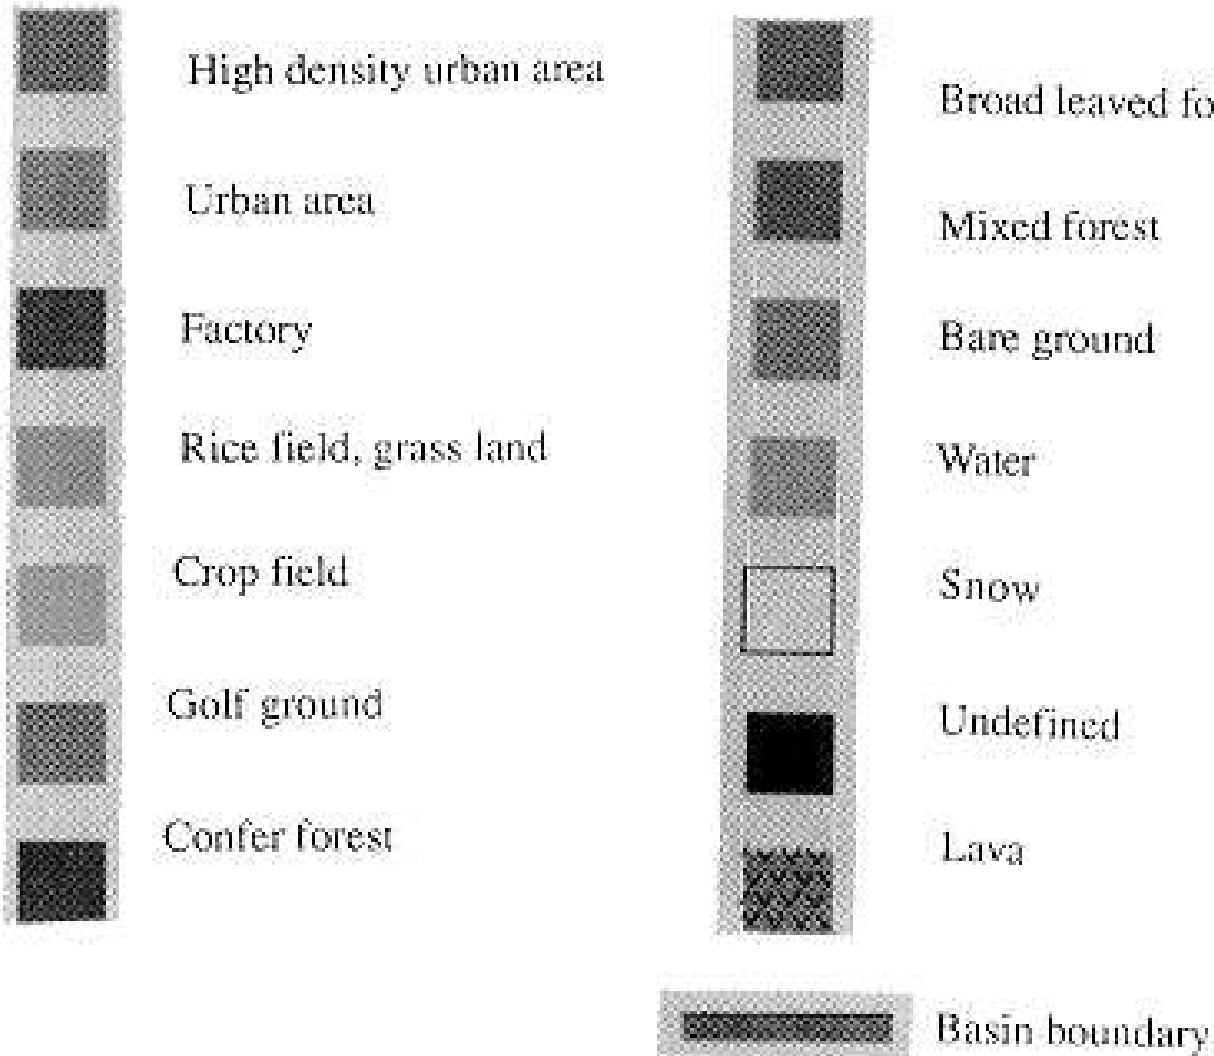 High density urban area
Urban area
Factory
Rice field, grass land
Crop field
Golf ground
Confer forest
Broad leaved fo
Mixed forest
Bare ground
Water
Snow
Undefined
Lava
Basin boundary